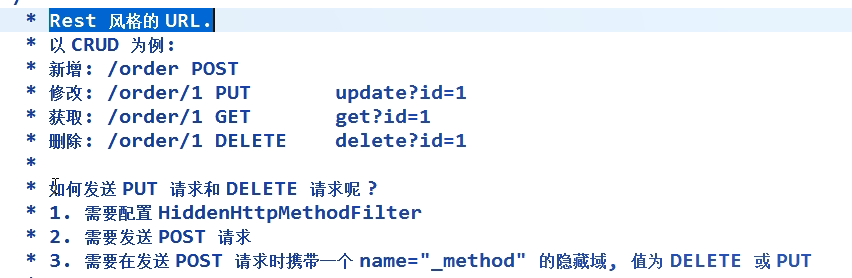 * Rest 风格的 URL.
* 以 CRUD 为例:
* 新增: /order POST
* 修改: /order/1 PUT update?id=1
* 获取: /order/1 GET get?id=1
* 删除: /order/1 DELETE delete?id=1
*
* 如何发送 PUT 请求和 DELETE 请求呢 ?
* 1. 需要配置 HiddenHttpMethodFilter
* 2. 需要发送 POST 请求
* 3. 需要在发送 POST 请求时携带一个 name="_method" 的隐藏域, 值为 DELETE 或 PUT